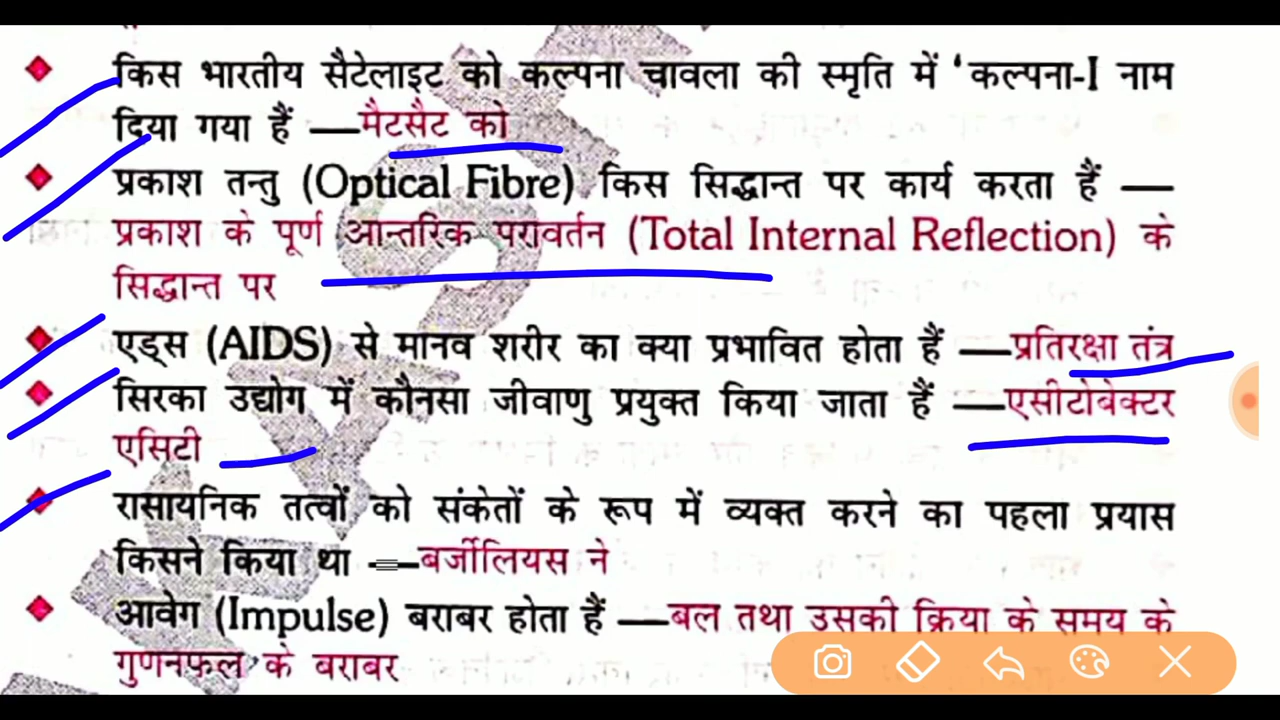 किस भारतीय सैटेलाइट को कल्पना चावला की स्मृति में ‘कल्पना-I नाम
दिया गया हैं —मैटसैट को
प्रकाश तन्तु (Optical Fibre) किस सिद्धान्त पर कार्य करता हैं —
प्रकाश के पूर्ण आन्तरिक परावर्तन (Total Internal Reflection) के
सिद्धान्त पर
एड्स (AIDS) से मानव शरीर का क्या प्रभावित होता हैं —प्रतिरक्षा तंत्र
सिरका उद्योग में कौनसा जीवाणु प्रयुक्त किया जाता हैं —एसीटोबेक्टर
एसिटी
रासायनिक तत्वों को संकेतों के रूप में व्यक्त करने का पहला प्रयास
किसने किया था —बर्जीलियस ने
आवेग (Impulse) बराबर होता हैं —बल तथा उसकी क्रिया के समय के
गुणनफल के बराबर